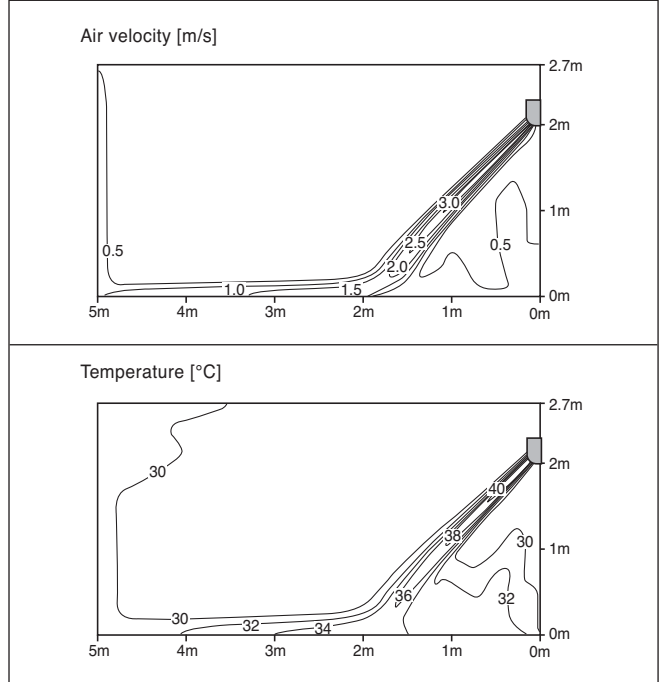 Air velocity [m/s]
2.7m
2m
3.0
1m
2.5
0.5
0.5
2.0
1.0
1.5
0m
5m 4m 3m 2m 1m 0m
Temperature [°C]
2.7m
30
2m
40
38
30
1m
36
32
30
32
34
0m
5m 4m 3m 2m 1m 0m